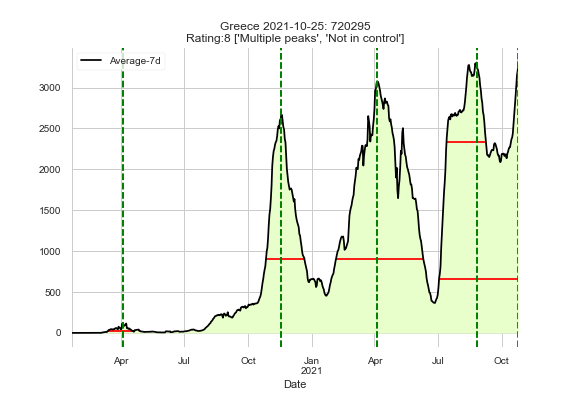 Greece 2021-10-25: 720295
Rating:8 ['Multiple peaks', 'Not in control']
Average-7d
3000
2500
2000
1500
1000
500
0
Apr Jul Oct Jan Apr Jul Oct
2021
Date